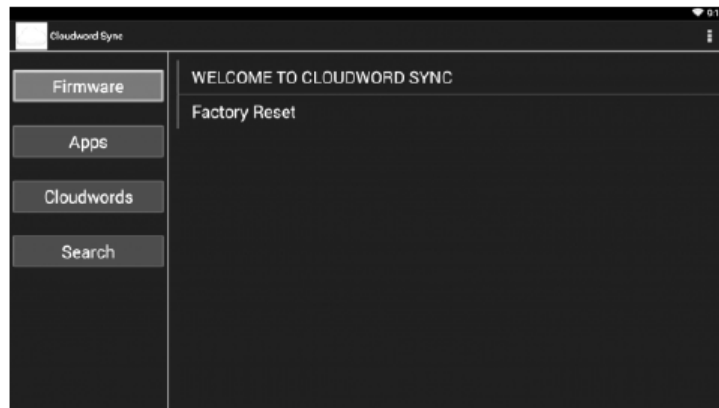 Cloudword Sync
Firmware
Apps
Cloudwords
Search
WELCOME TO CLOUDWORD SYNC
Factory Reset